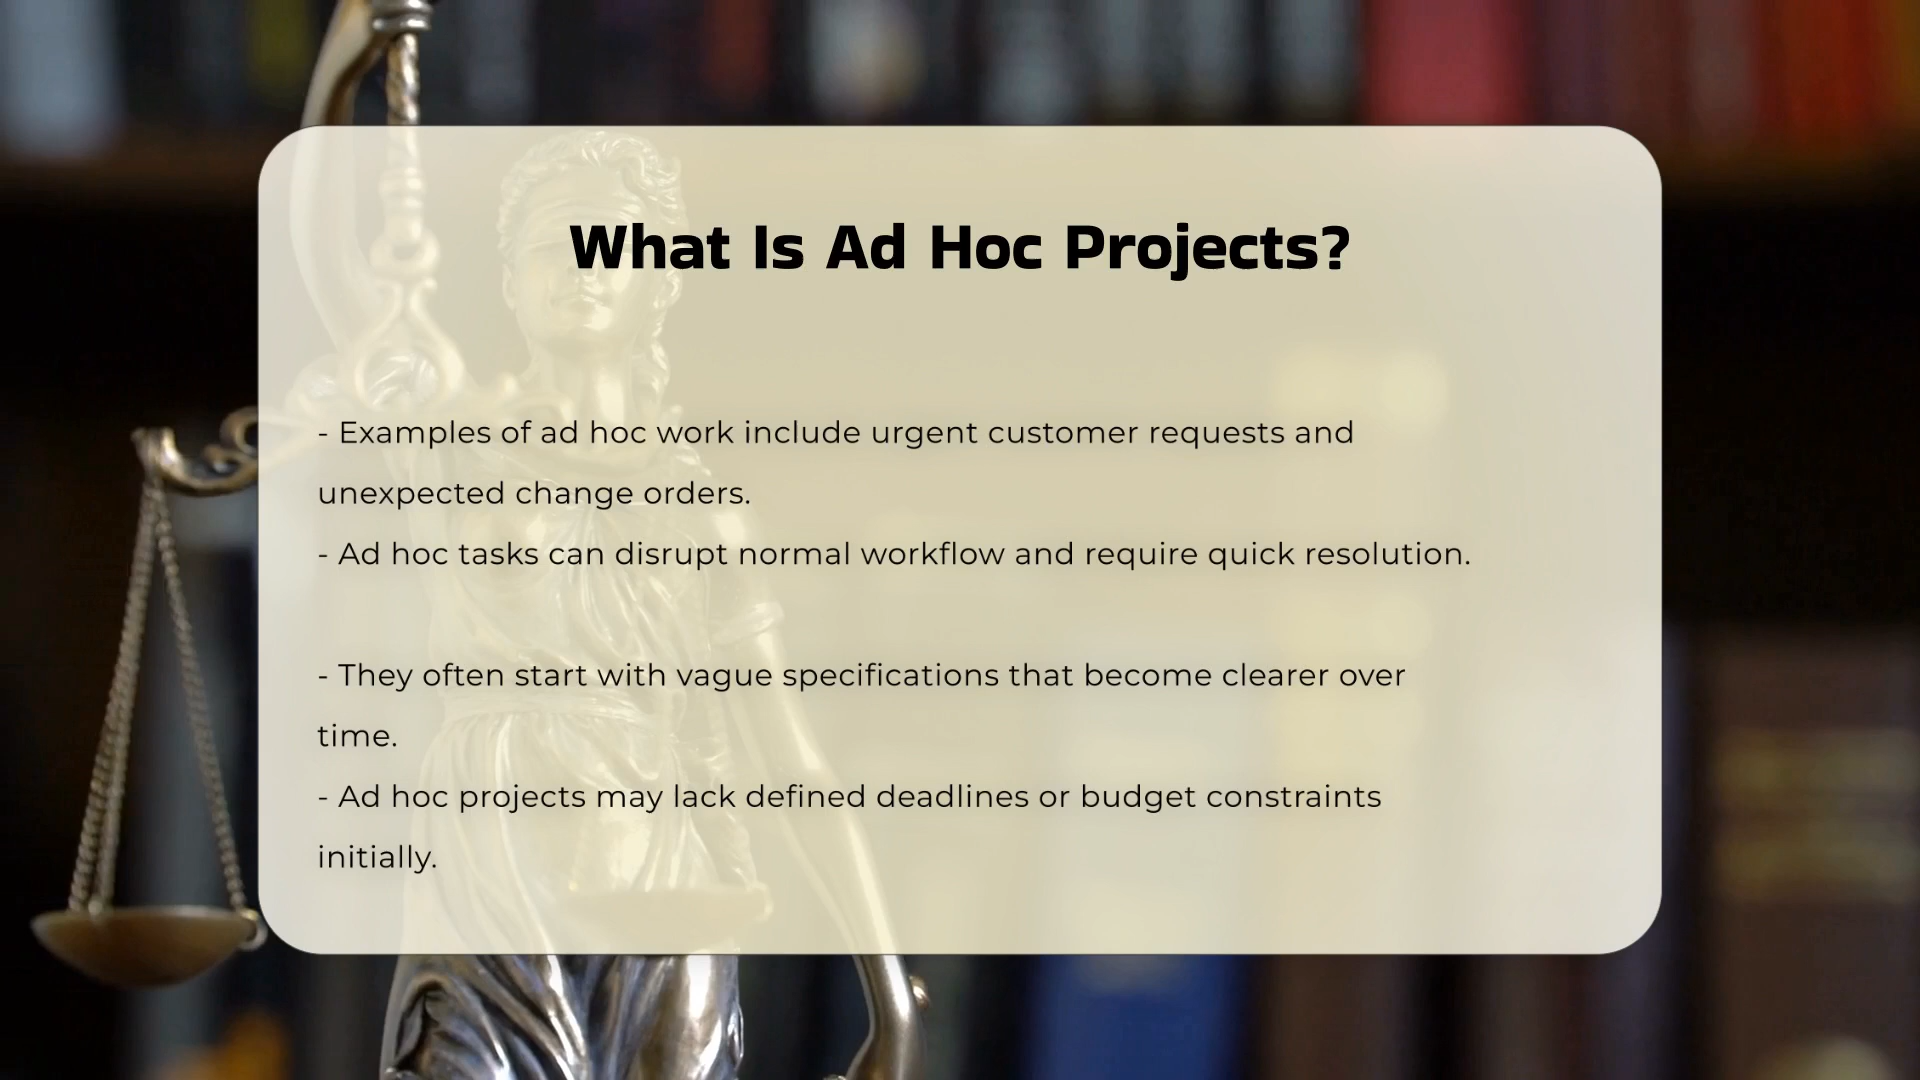 What Is Ad Hoc Projects?
- Examples of ad hoc work include urgent customer requests and
unexpected change orders.
- Ad hoc tasks can disrupt normal workflow and require quick resolution.
- They often start with vague specifications that become clearer over
time.
- Ad hoc projects may lack defined deadlines or budget constraints
initially.